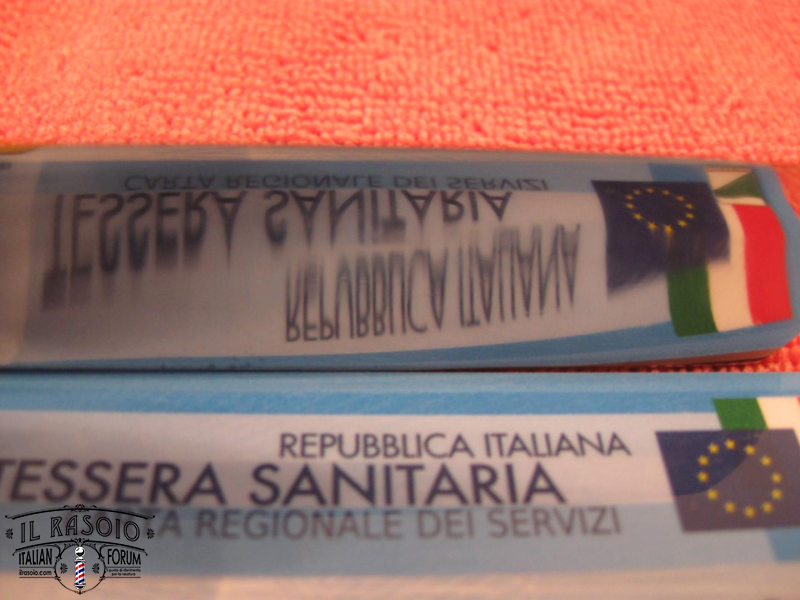 CARTA REGIONALE DEI SERVIZI
TESSERA SANITARIA
REPUBBLICA ITALIANA
REPUBBLICA ITALIANA
TESSERA SANITARIA
A REGIONALE DEI SERVIZI
IL RASOIO
ITALIAN FORUM
ilrasoio.com